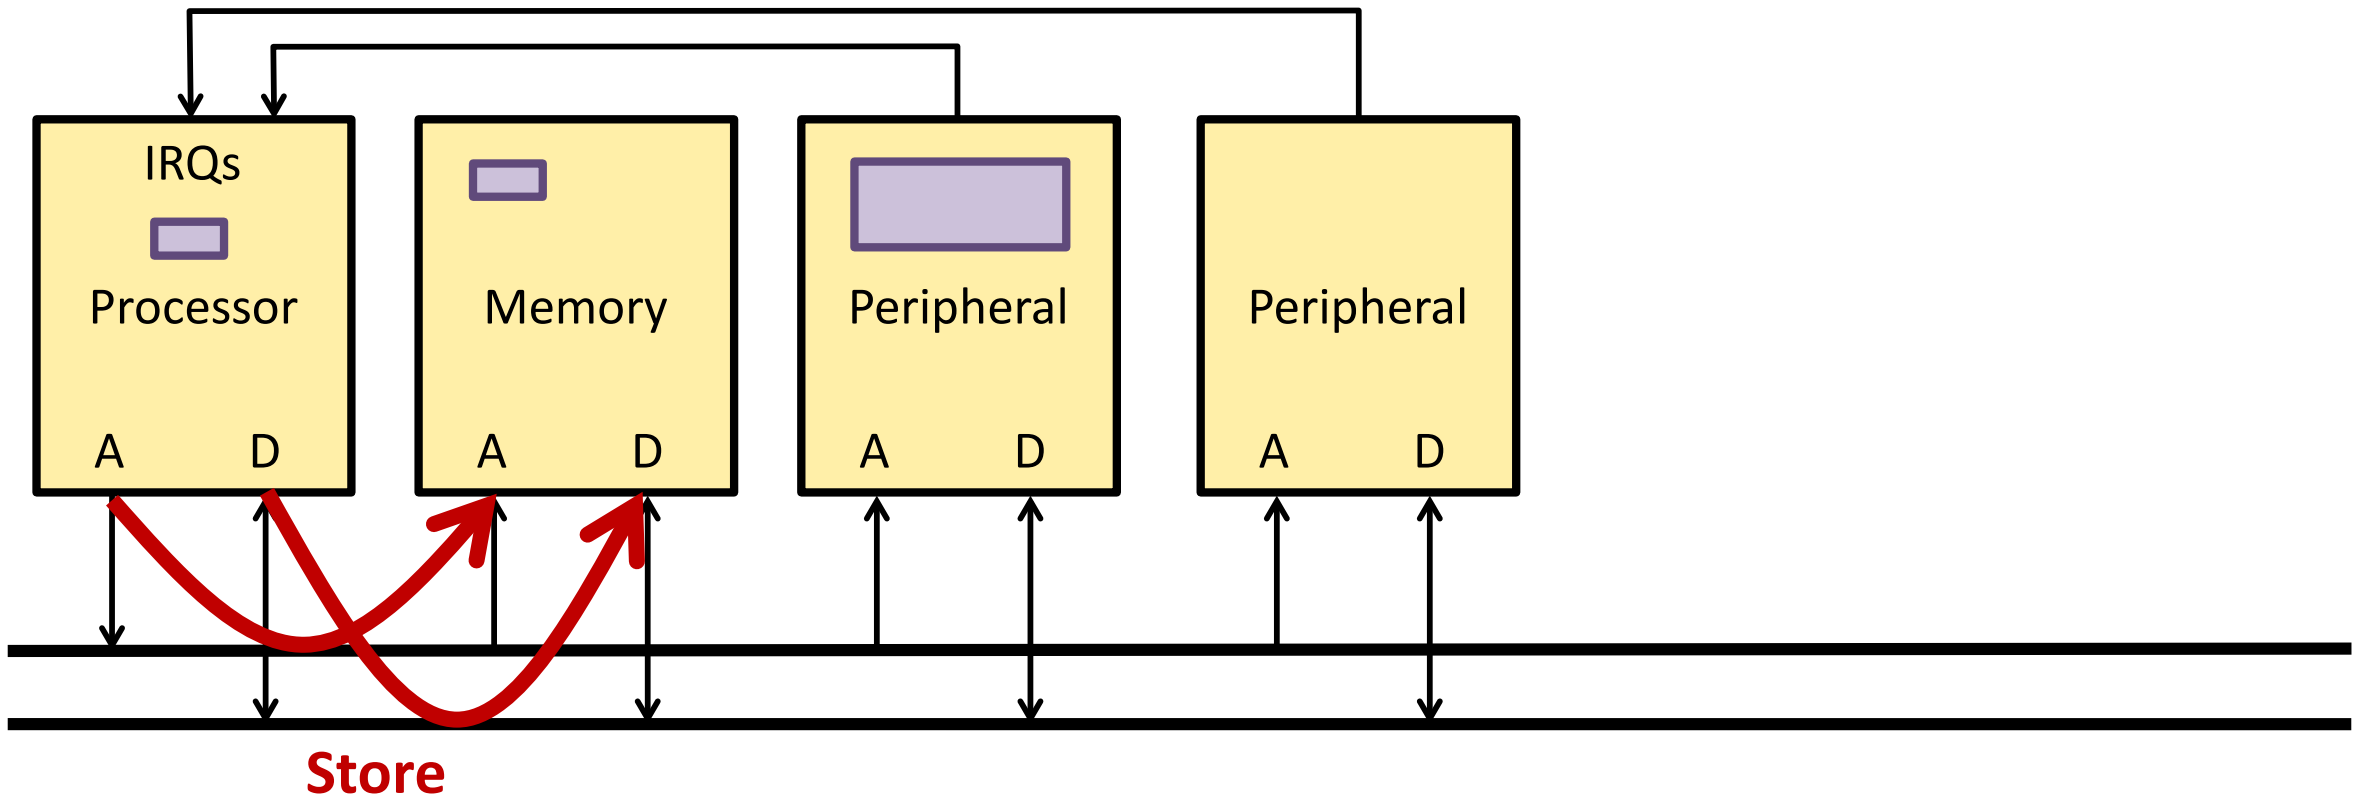 IRQs
Processor
Memory
Peripheral
Peripheral
A D
A D
A D
A D
Store